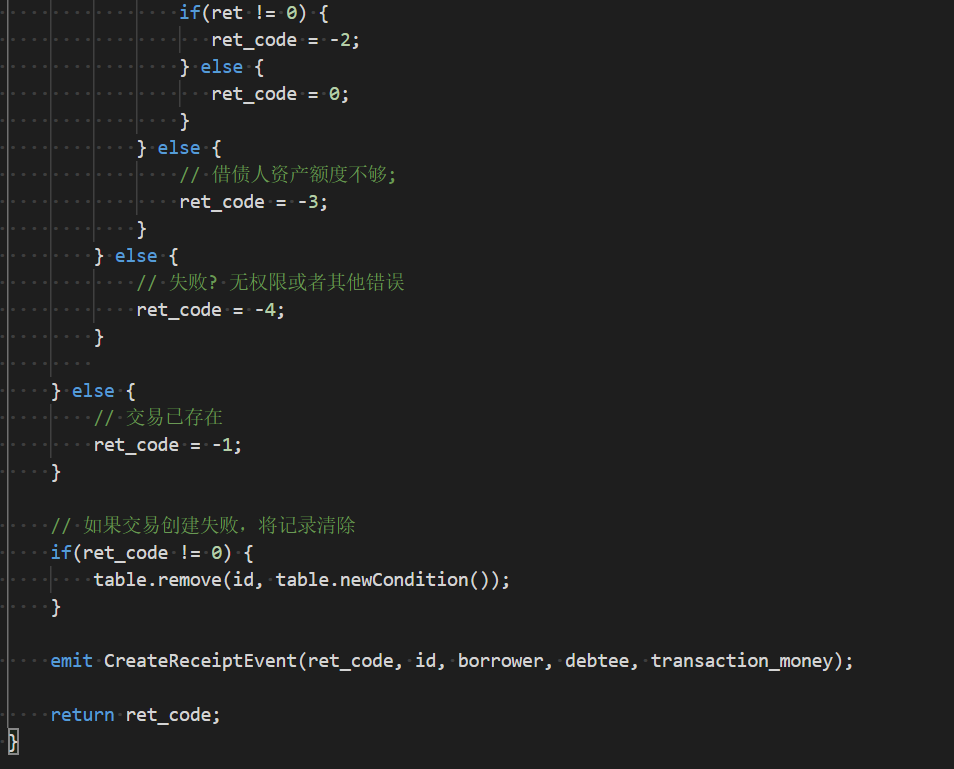 if(ret != 0) {
ret_code = -2;
} else {
ret_code = 0;
}
} else {
// 借债人资产额度不够;
ret_code = -3;
}
} else {
// 失败? 无权限或者其他错误
ret_code = -4;
}
} else {
// 交易已存在
ret_code = -1;
}
// 如果交易创建失败，将记录清除
if(ret_code != 0) {
table.remove(id, table.newCondition());
}
emit CreateReceiptEvent(ret_code, id, borrower, debtee, transaction_money);
return ret_code;
}